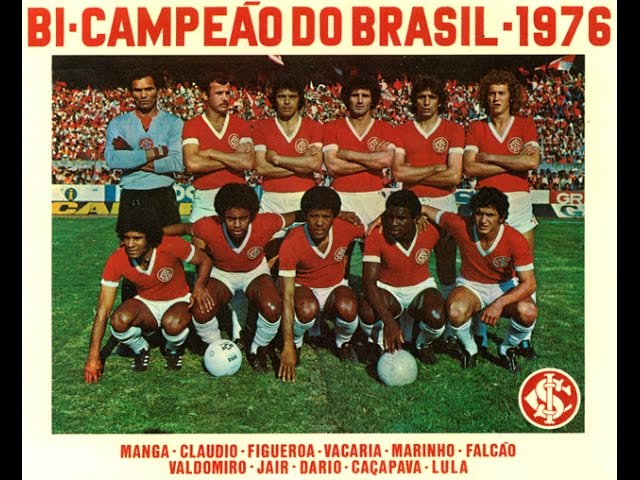 BI-CAMPEÃO DO BRASIL-1976
MANGA - CLAUDIO - FIGUEROA - VACARIA - MARINHO - FALCÃO
VALDOMIRO - JAIR - DARIO - CAÇAPAVA - LULA